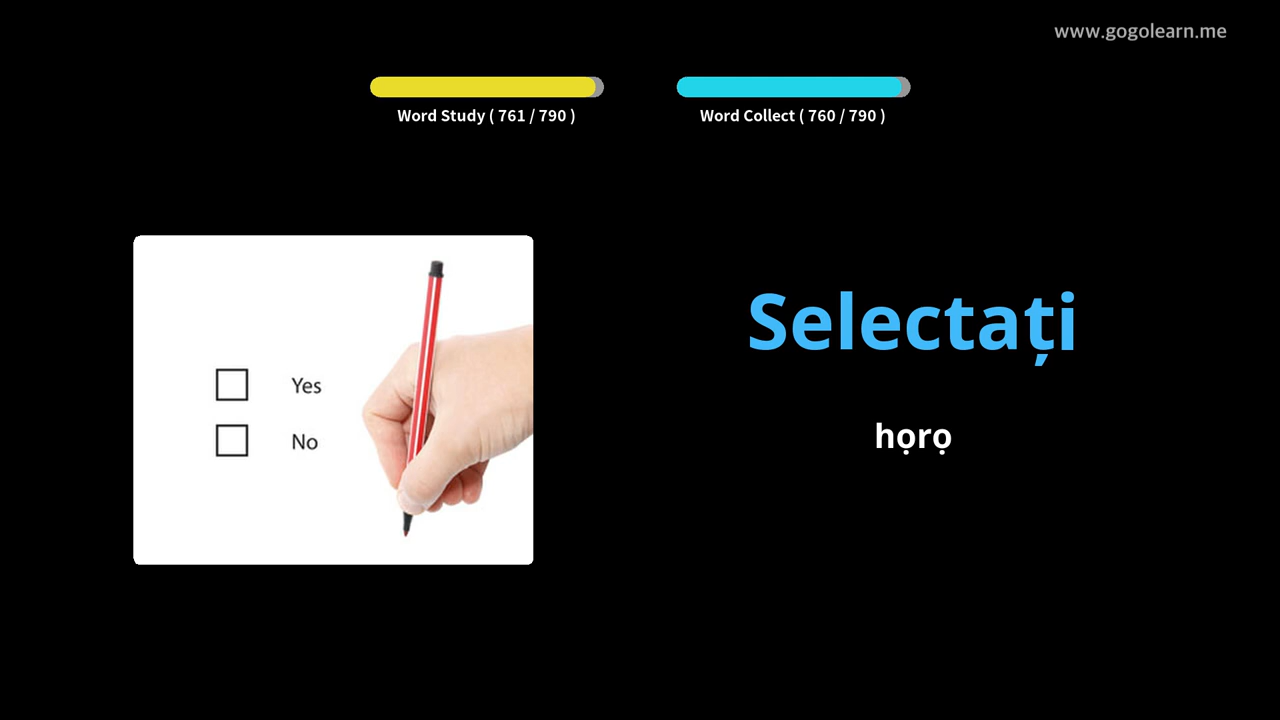 www.gogolearn.me
Word Study ( 761 / 790 )
Word Collect ( 760 / 790 )
Yes
No
Selectați
họrọ